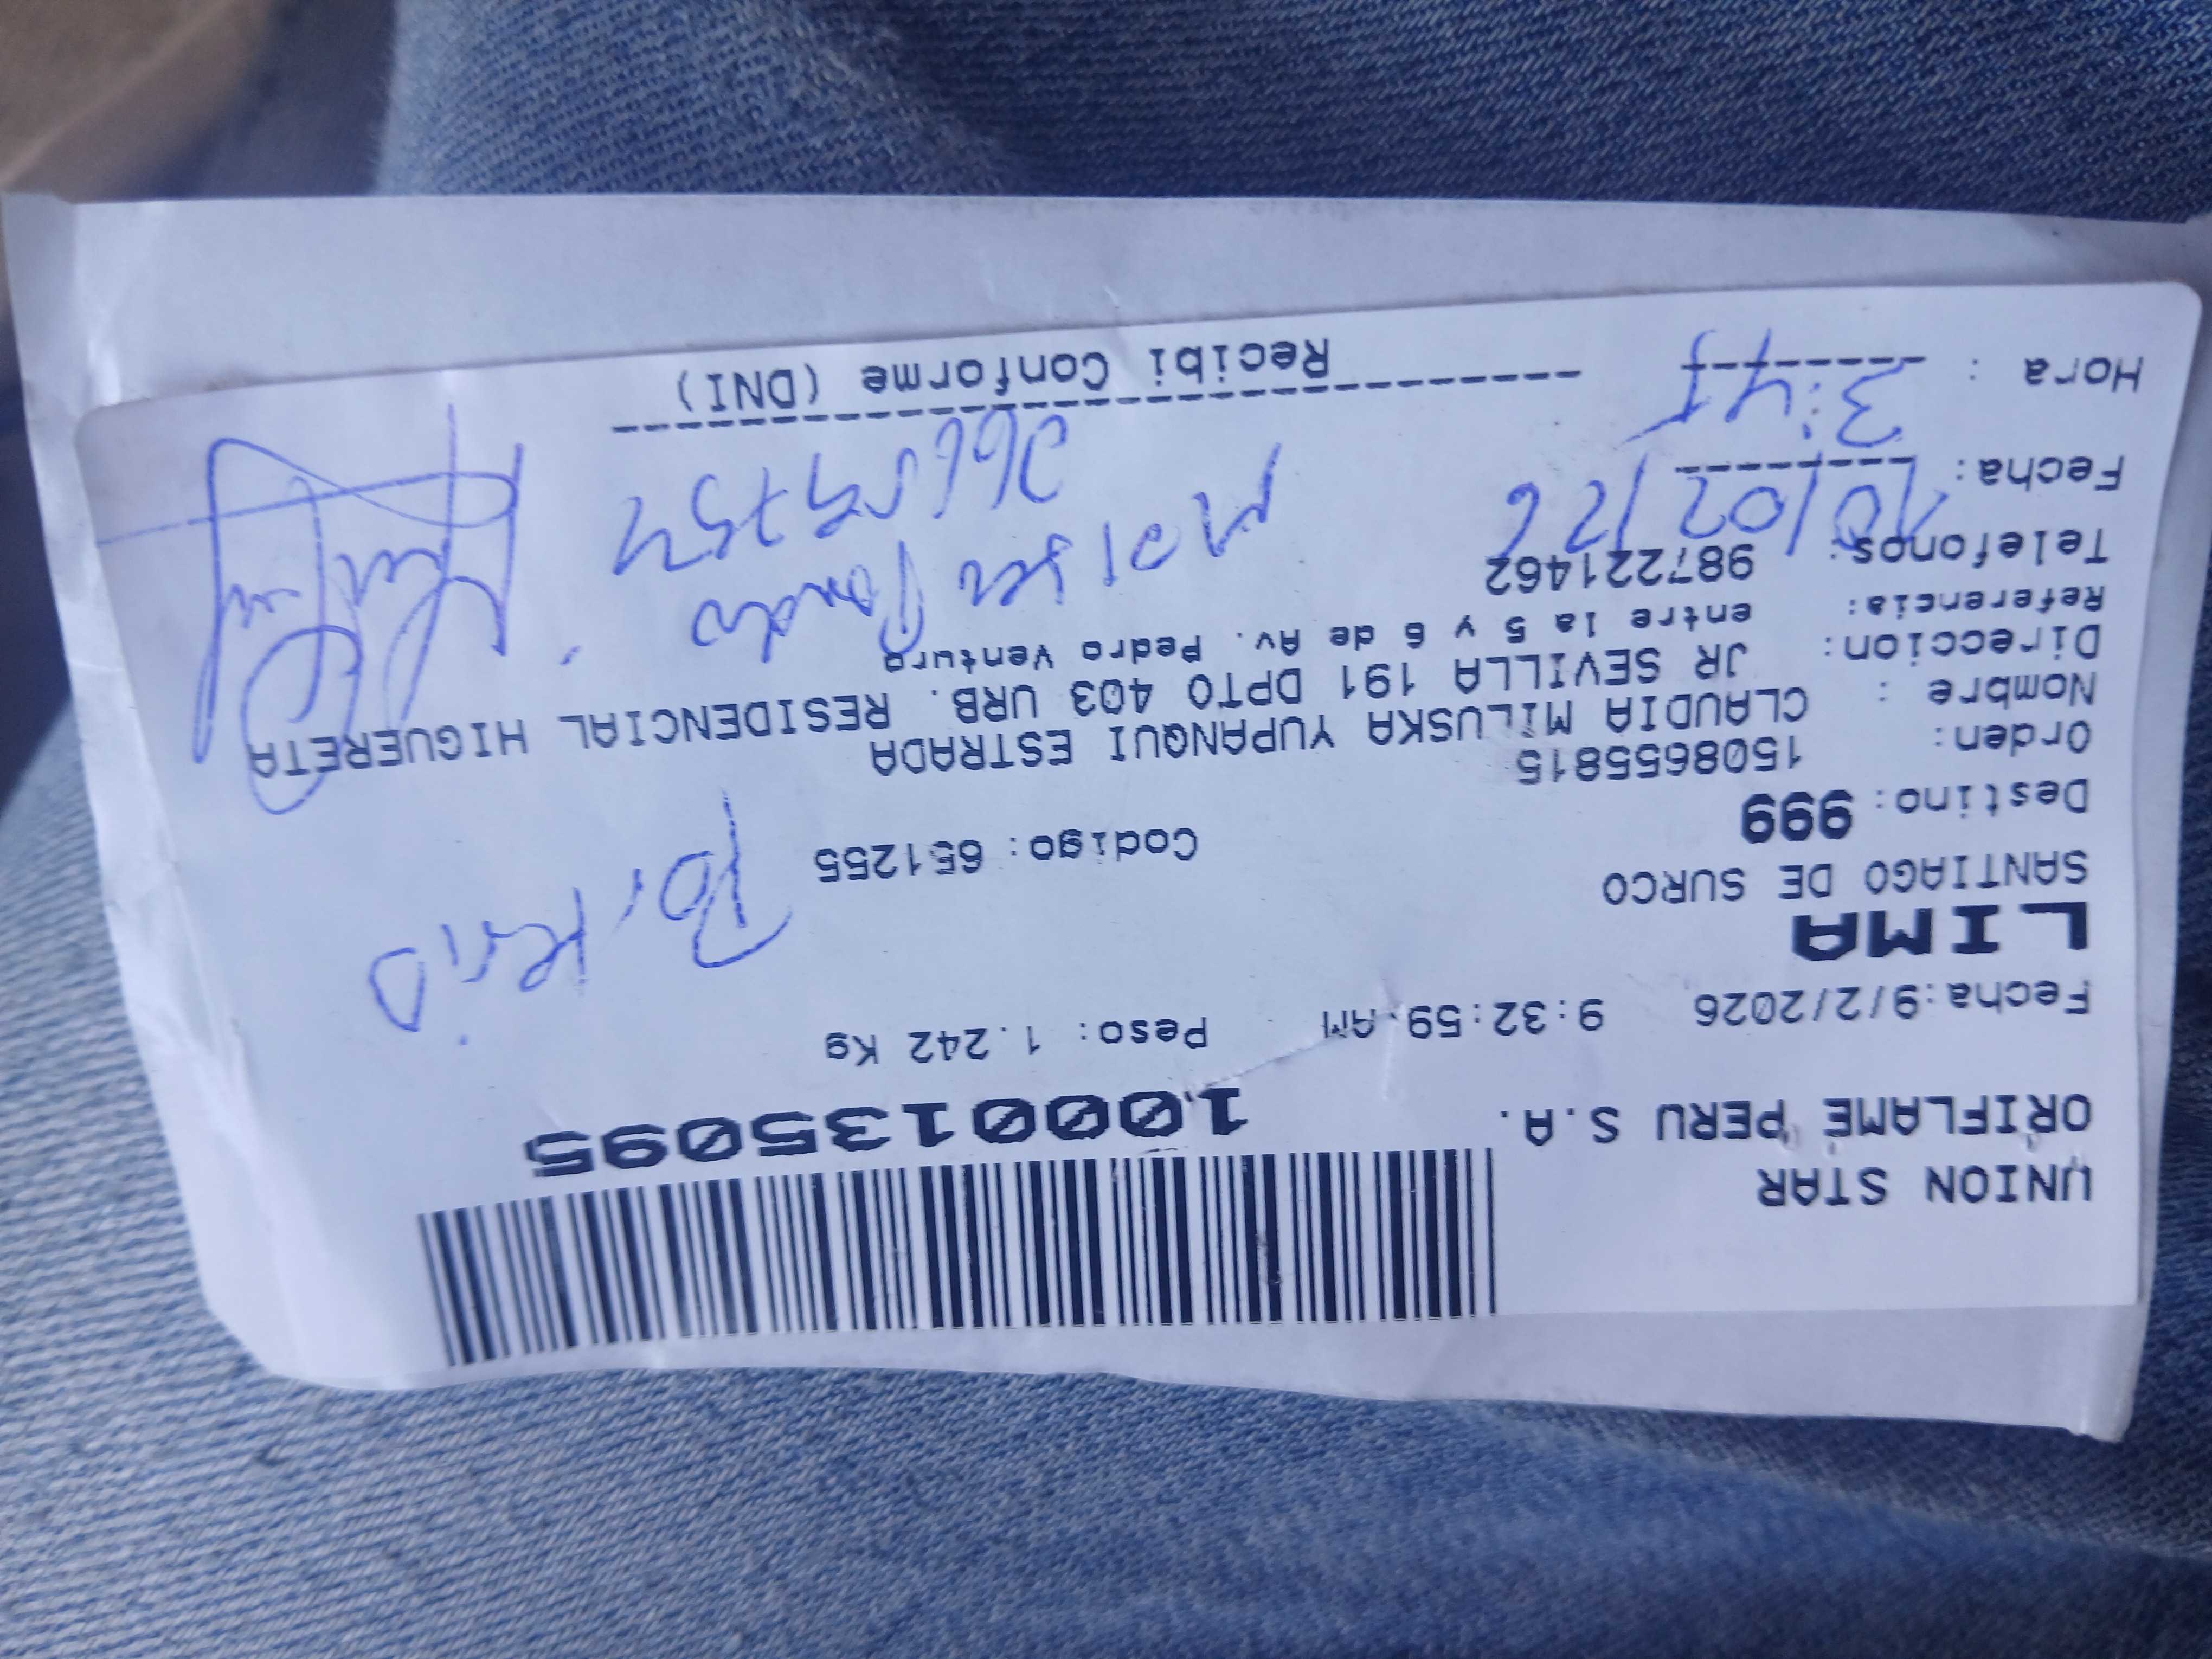 UNION STAR
ORIFLAME PERU S.A.
1000135095
Fecha:9/2/2026 9:32:59 AM Peso: 1.242 Kg
LIMA
SANTIAGO DE SURCO
Destino: 999 Codigo: 651255
Orden: 1508655815
Nombre : CLAUDIA MILUSKA YUPANQUI ESTRADA
Direccion: JR SEVILLA 191 DPTO 403 URB. RESIDENCIAL HIGUERETA
Referencia: entre la 5 y 6 de Av. Pedro Ventura
Telefonos: 987221462
Fecha: 10/02/26
Hora : 3:45
Recibi Conforme (DNI)